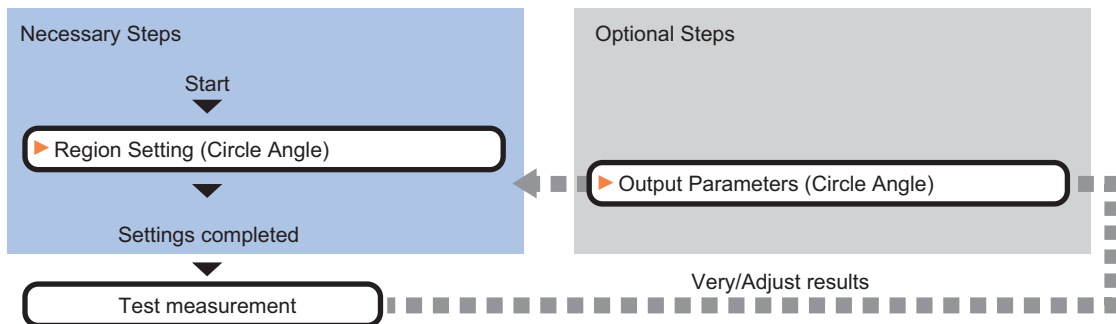 Necessary Steps
Start
Region Setting (Circle Angle)
Settings completed
Test measurement
Optional Steps
Output Parameters (Circle Angle)
Very/Adjust results